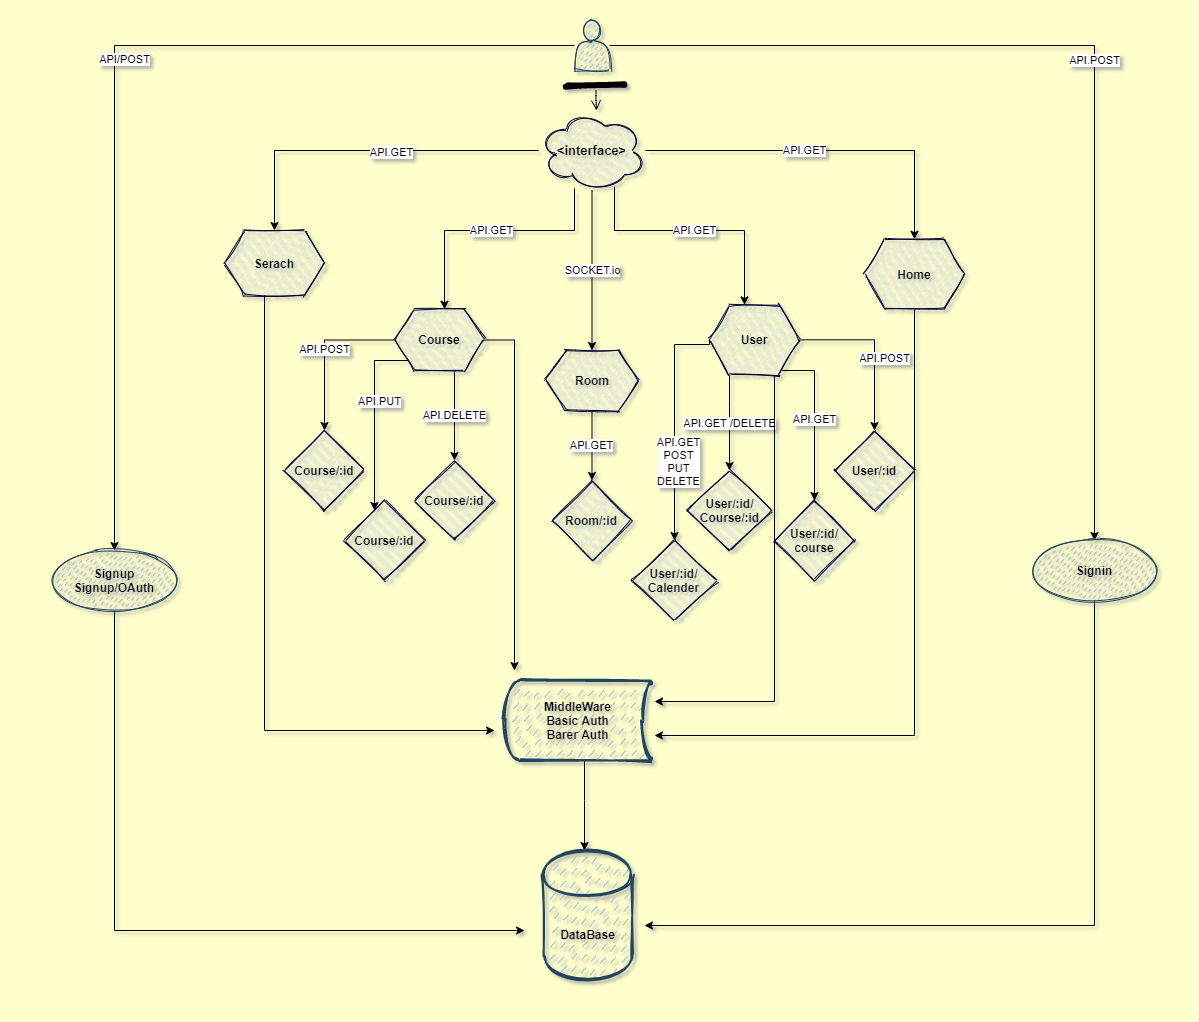 API/POST
API.POST
<interface>
API.GET
API.GET
API.GET
API.GET
SOCKET.io
Serach
Home
Course
User
Room
API.POST
API.PUT
API.DELETE
API.GET
API.GET
POST
PUT
DELETE
API.GET /DELETE
API.GET
API.POST
Course/:id
Course/:id
Course/:id
Room/:id
User/:id/
Calender
User/:id/
Course/:id
User/:id/
course
User/:id
Signup
Signup/OAuth
Signin
MiddleWare
Basic Auth
Barer Auth
DataBase